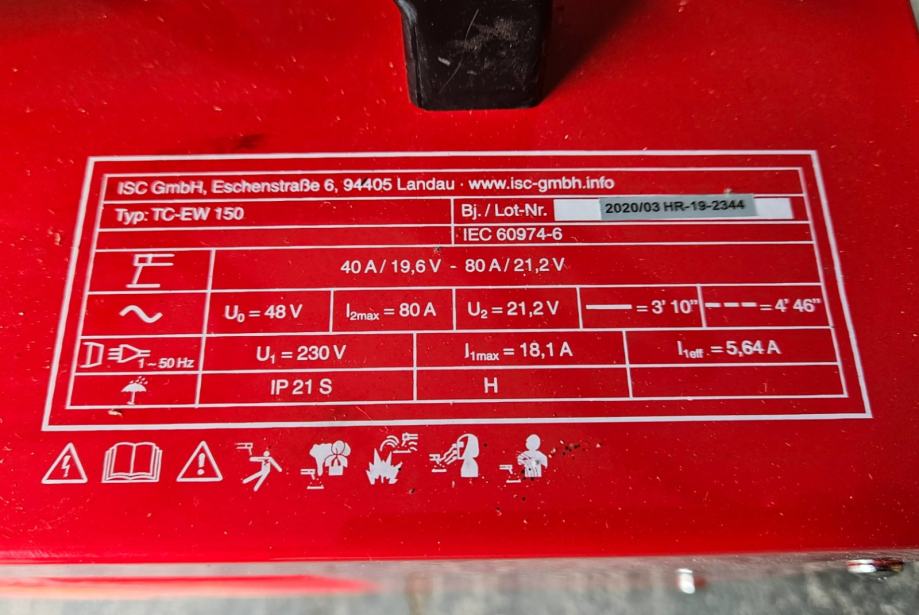 ISC GmbH, Eschenstraße 6, 94405 Landau · www.isc-gmbh.info
Typ: TC-EW 150 Bj. / Lot-Nr. 2020/03 HR-19-2344
IEC 60974-6
40 A / 19,6 V - 80 A / 21,2 V
U0 = 48 V I2max = 80 A U2 = 21,2 V = 3' 10" = 4' 46"
1 ~ 50 Hz U1 = 230 V I1max = 18,1 A I1eff = 5,64 A
IP 21 S H